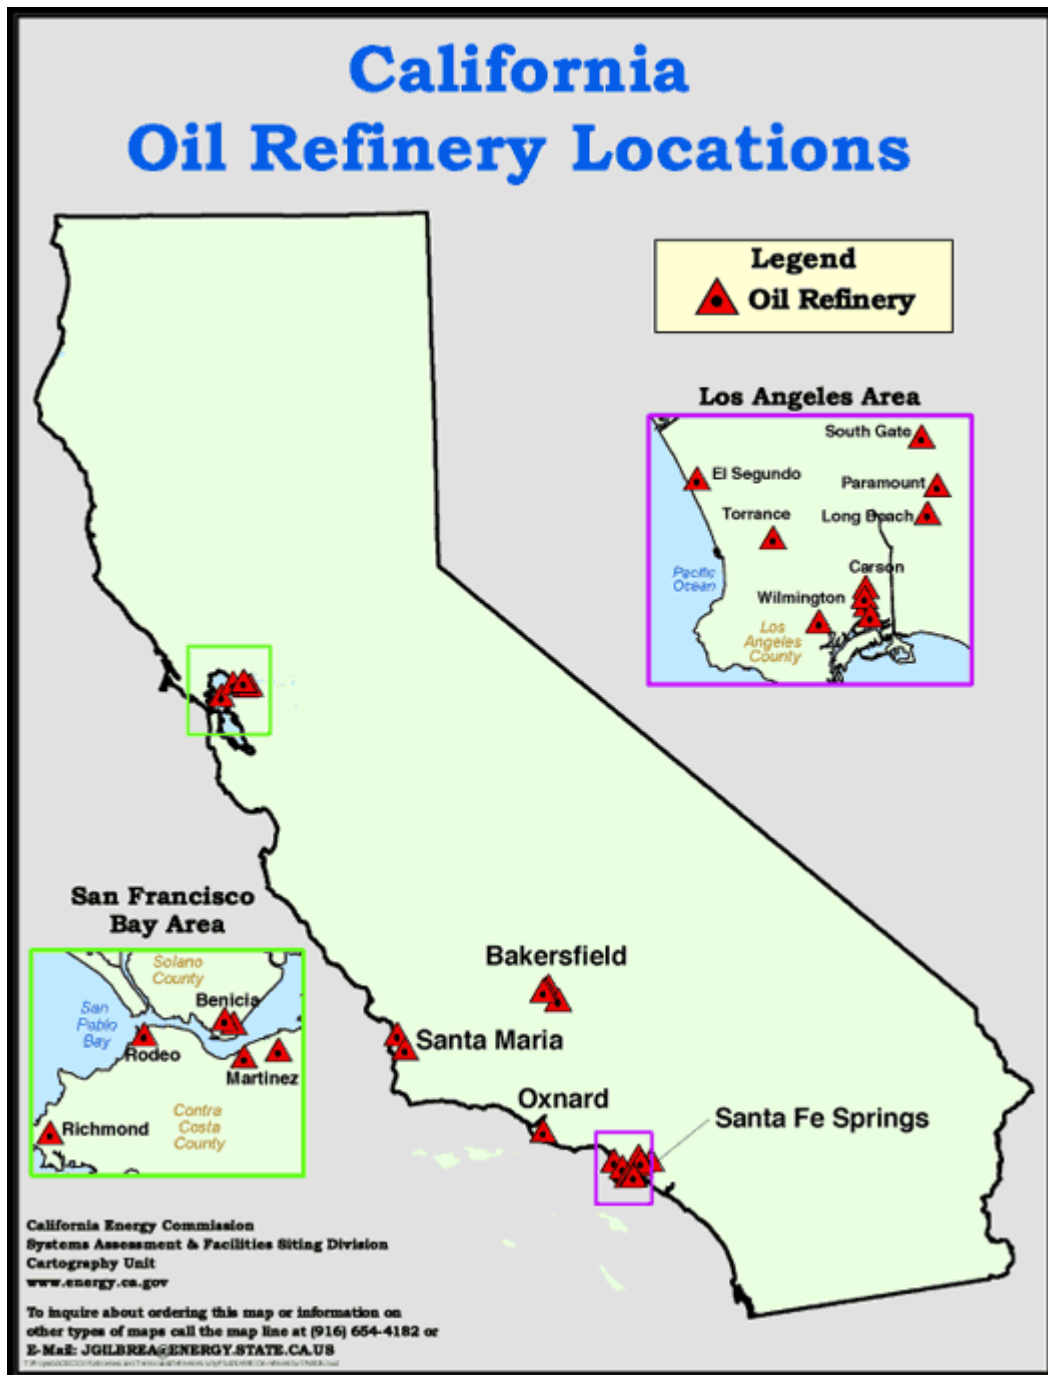 California
Oil Refinery Locations
Legend
Oil Refinery
Los Angeles Area
South Gate
El Segundo
Paramount
Torrance
Long Beach
Pacific
Ocean
Carson
Wilmington
Los
Angeles
County
San Francisco
Bay Area
Solano
County
Benicia
San
Pablo
Bay
Rodeo
Martinez
Contra
Costa
County
Richmond
Bakersfield
Santa Maria
Oxnard
Santa Fe Springs
California Energy Commission
Systems Assessment & Facilities Siting Division
Cartography Unit
www.energy.ca.gov
To inquire about ordering this map or information on
other types of maps call the map line at (916) 654-4182 or
E-Mail: JGILBREA@ENERGY.STATE.CA.US